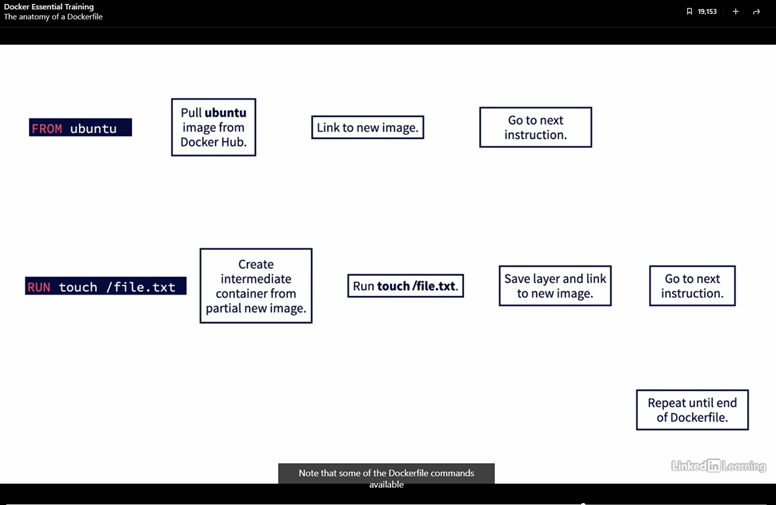 Docker Essential Training
The anatomy of a Dockerfile
19,153
FROM ubuntu
Pull ubuntu
image from
Docker Hub.
Link to new image.
Go to next
instruction.
RUN touch /file.txt
Create
intermediate
container from
partial new image.
Run touch /file.txt.
Save layer and link
to new image.
Go to next
instruction.
Repeat until end
of Dockerfile.
Note that some of the Dockerfile commands
available
Linked in Learning